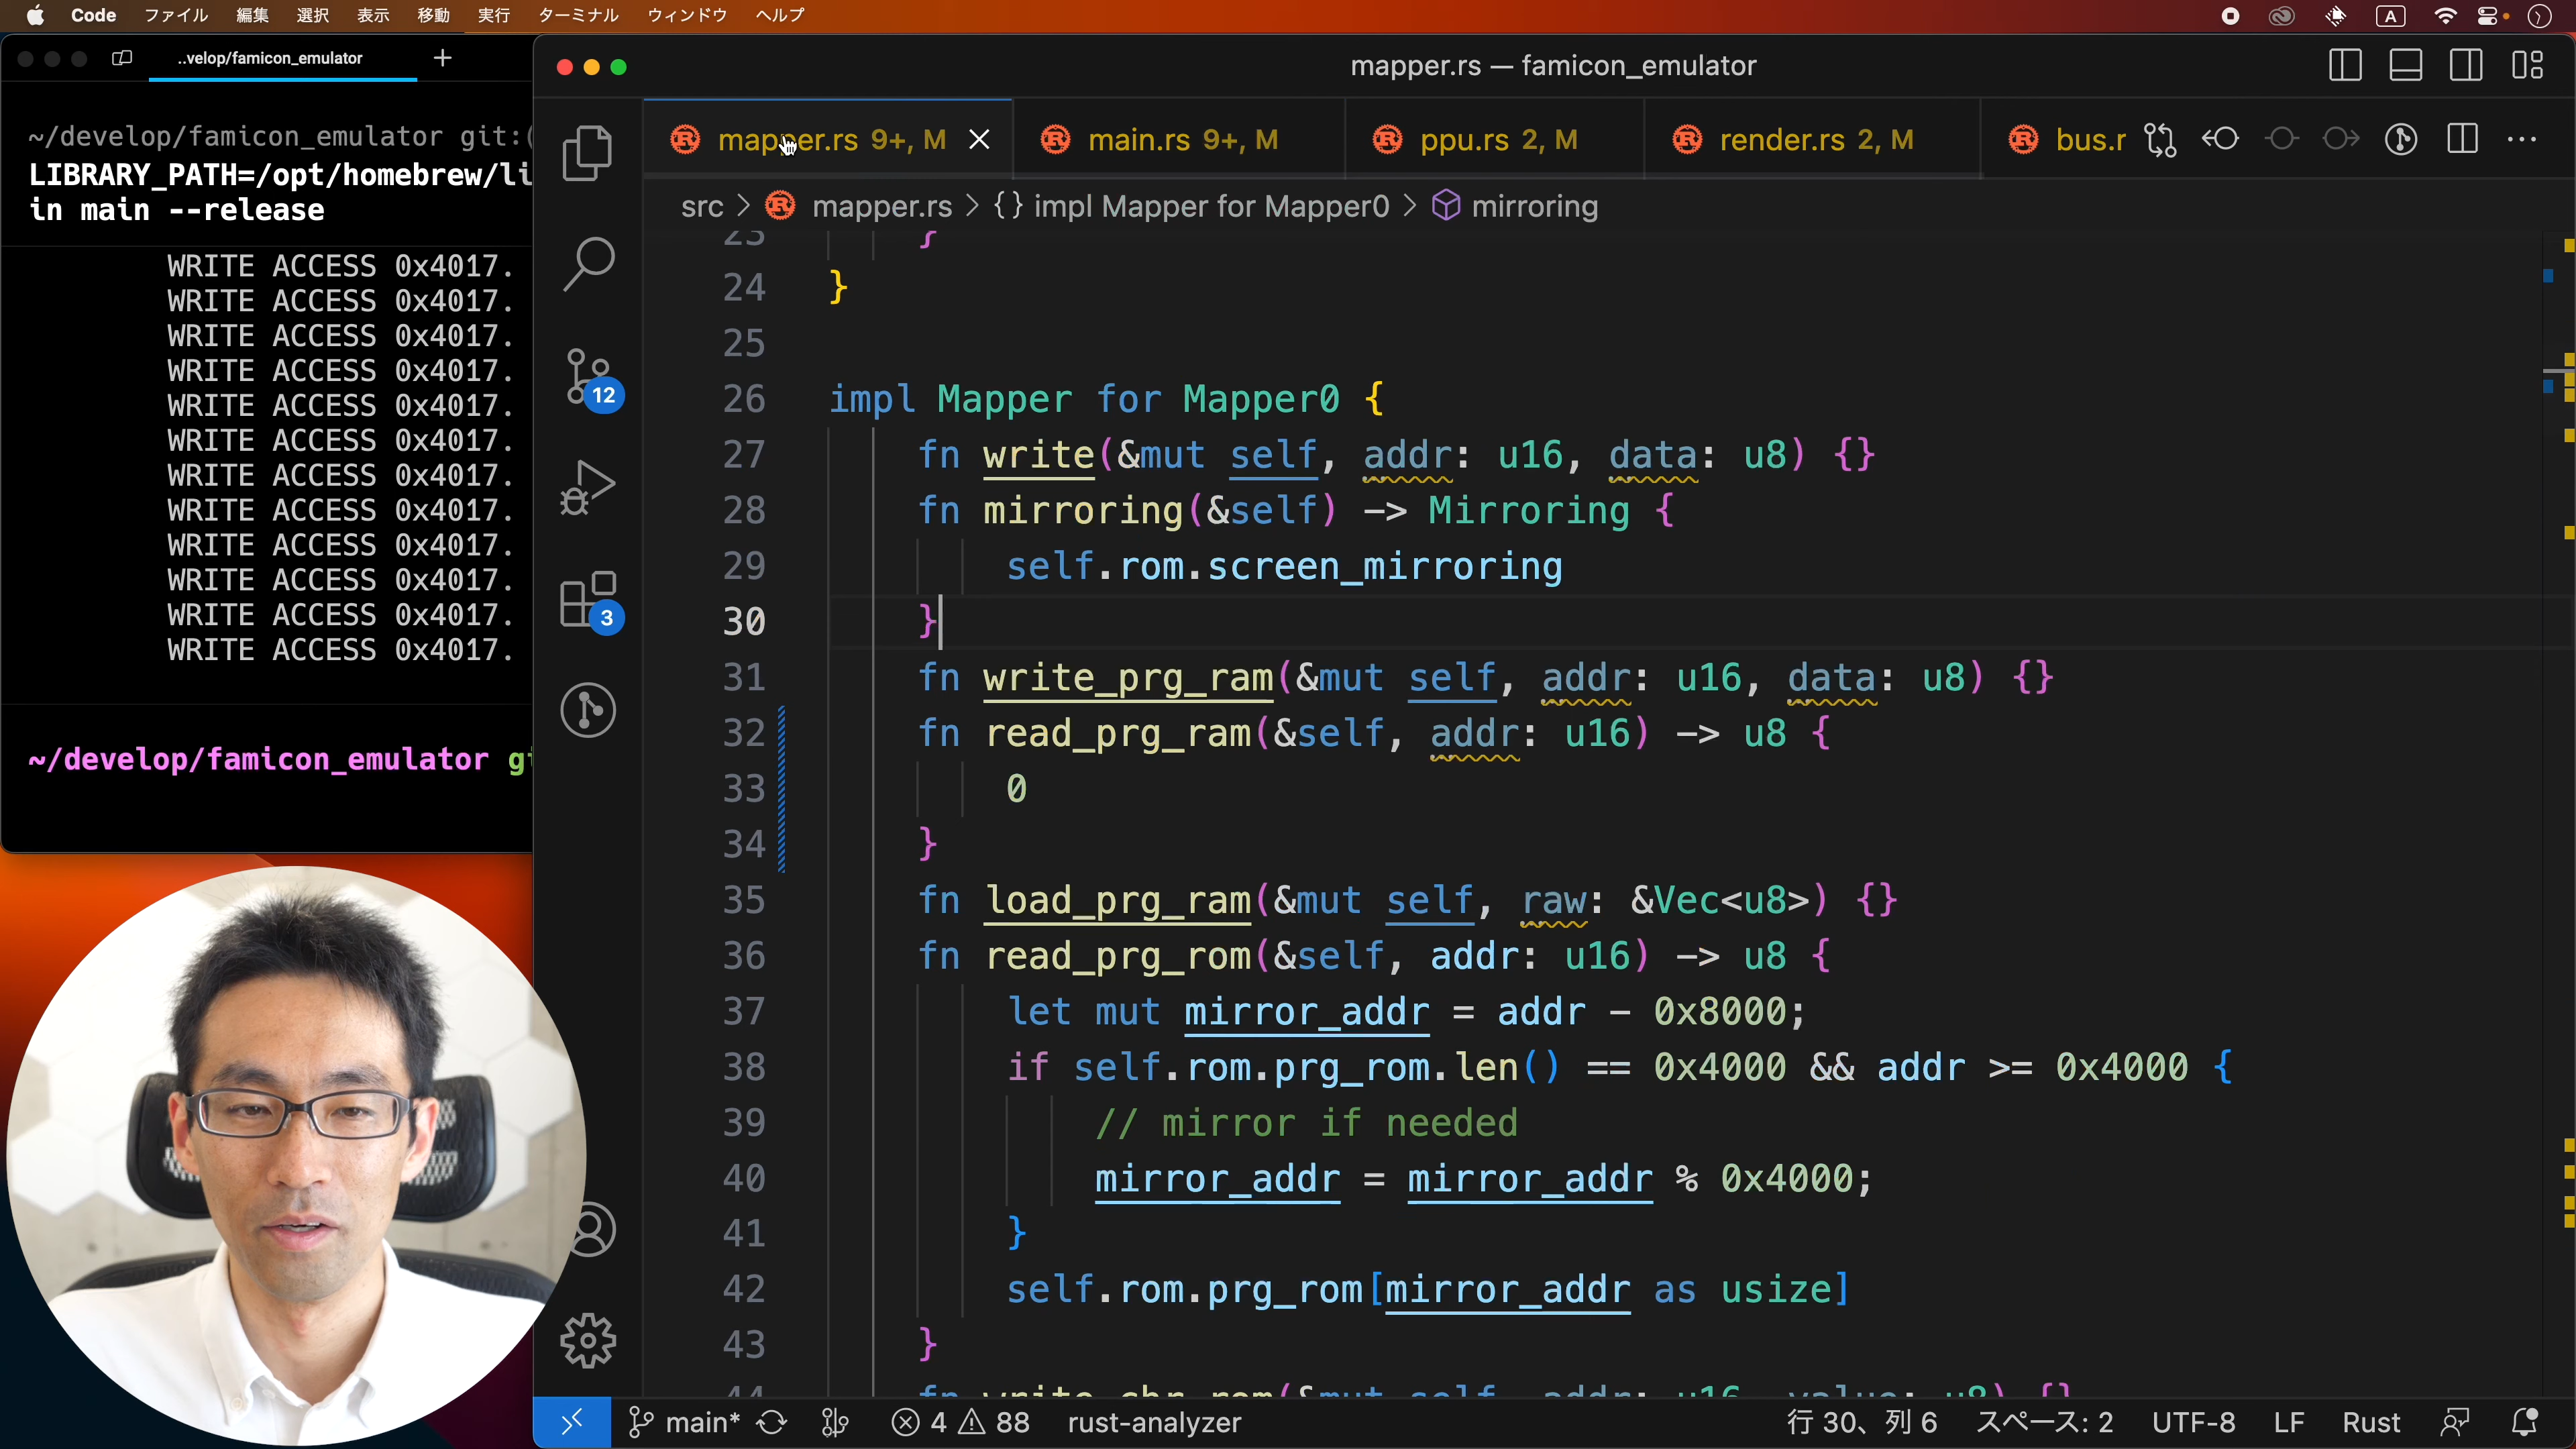 Code ファイル 編集 選択 表示 移動 実行 ターミナル ウィンドウ ヘルプ A
..velop/famicon_emulator
~/develop/famicon_emulator git:(
LIBRARY_PATH=/opt/homebrew/li
in main --release
WRITE ACCESS 0x4017.
WRITE ACCESS 0x4017.
WRITE ACCESS 0x4017.
WRITE ACCESS 0x4017.
WRITE ACCESS 0x4017.
WRITE ACCESS 0x4017.
WRITE ACCESS 0x4017.
WRITE ACCESS 0x4017.
WRITE ACCESS 0x4017.
WRITE ACCESS 0x4017.
WRITE ACCESS 0x4017.
WRITE ACCESS 0x4017.
~/develop/famicon_emulator gi
mapper.rs — famicon_emulator
mapper.rs 9+, M main.rs 9+, M ppu.rs 2, M render.rs 2, M bus.r
src > mapper.rs > {} impl Mapper for Mapper0 > mirroring
12
3
23 }
24 }
25
26 impl Mapper for Mapper0 {
27 fn write(&mut self, addr: u16, data: u8) {}
28 fn mirroring(&self) -> Mirroring {
29 self.rom.screen_mirroring
30 }
31 fn write_prg_ram(&mut self, addr: u16, data: u8) {}
32 fn read_prg_ram(&self, addr: u16) -> u8 {
33 0
34 }
35 fn load_prg_ram(&mut self, raw: &Vec<u8>) {}
36 fn read_prg_rom(&self, addr: u16) -> u8 {
37 let mut mirror_addr = addr - 0x8000;
38 if self.rom.prg_rom.len() == 0x4000 && addr >= 0x4000 {
39 // mirror if needed
40 mirror_addr = mirror_addr % 0x4000;
41 }
42 self.rom.prg_rom[mirror_addr as usize]
43 }
44 fn write_chr_rom(&mut self, addr: u16, value: u8) {}
main* 4 88 rust-analyzer 行 30、列 6 スペース: 2 UTF-8 LF Rust